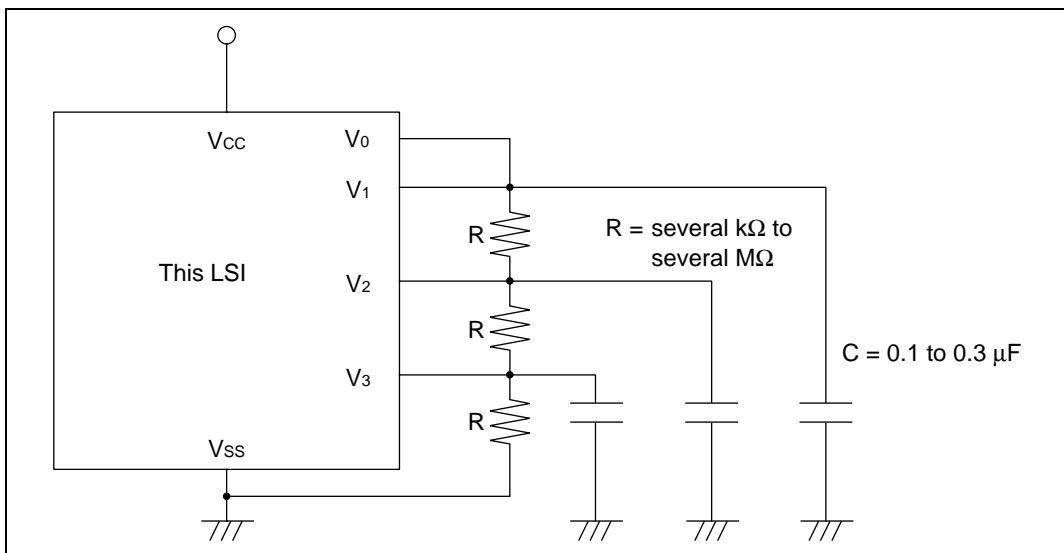 VCC
V0
V1
R
R = several kΩ to
several MΩ
This LSI
V2
R
C = 0.1 to 0.3 μF
V3
R
VSS